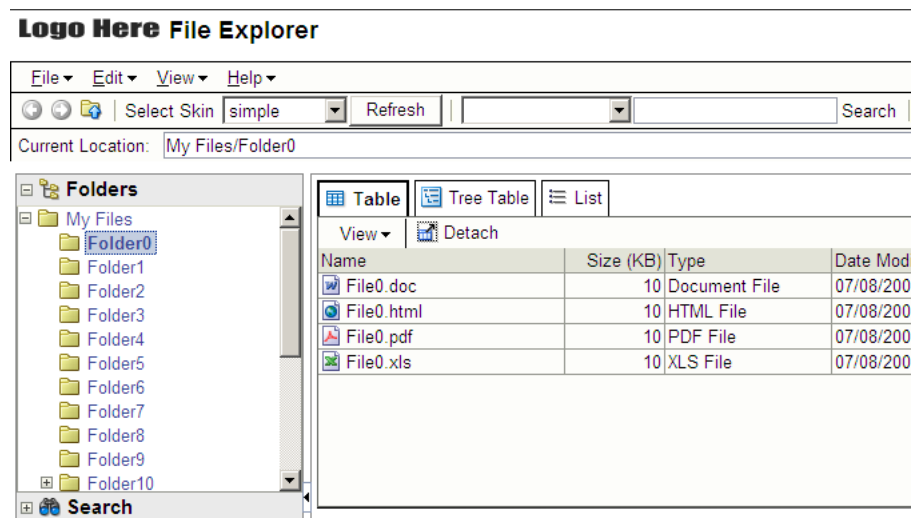 Logo Here File Explorer
File Edit View Help
Select Skin simple Refresh Search
Current Location: My Files/Folder0
Folders
My Files
Folder0
Folder1
Folder2
Folder3
Folder4
Folder5
Folder6
Folder7
Folder8
Folder9
Folder10
Search
Table Tree Table List
View Detach
Name Size (KB) Type Date Mod
File0.doc 10 Document File 07/08/200
File0.html 10 HTML File 07/08/200
File0.pdf 10 PDF File 07/08/200
File0.xls 10 XLS File 07/08/200